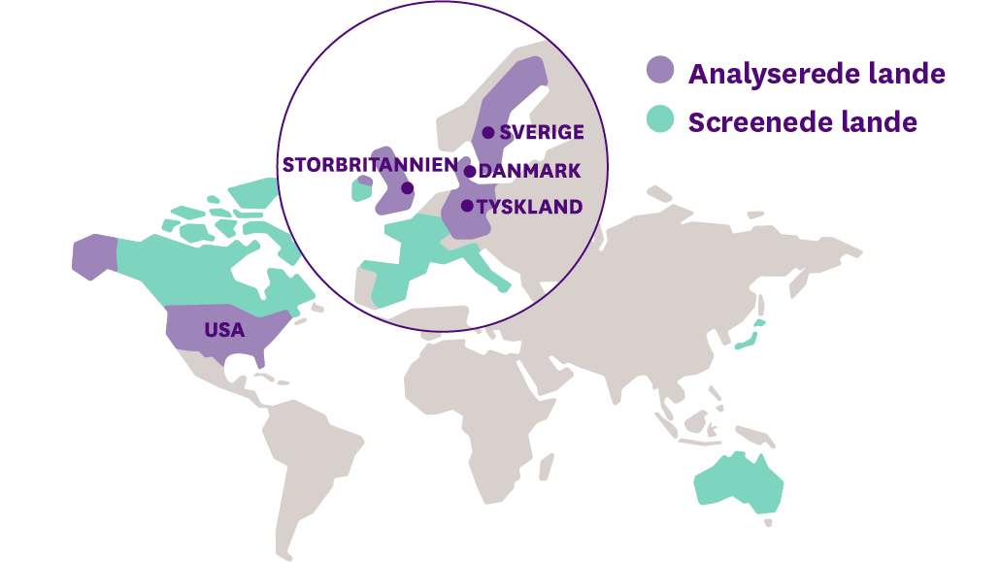 Analyserede lande
Screenede lande
SVERIGE
STORBRITANNIEN
DANMARK
TYSKLAND
USA